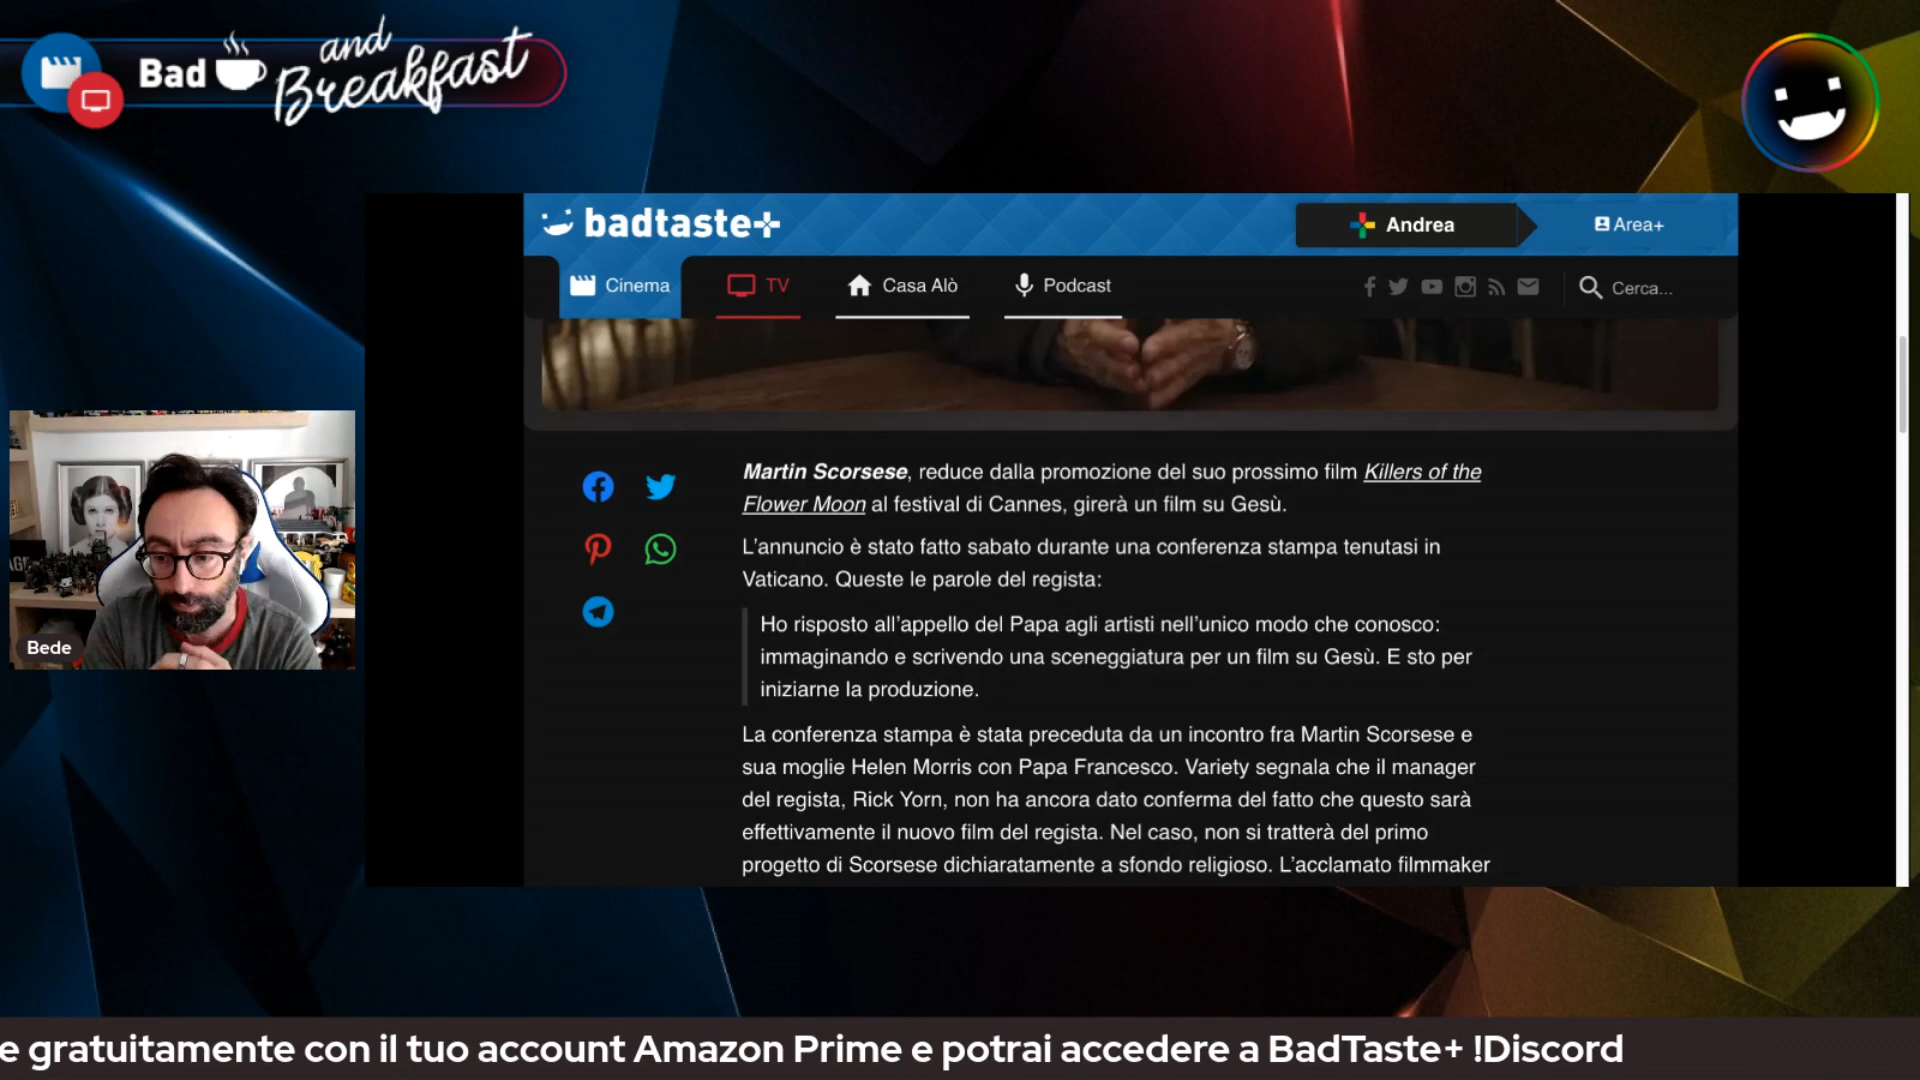 Bad and Breakfast
badtaste+
Andrea
Area+
Cinema
TV
Casa Alò
Podcast
Cerca...
Martin Scorsese, reduce dalla promozione del suo prossimo film Killers of the
Flower Moon al festival di Cannes, girerà un film su Gesù.
L'annuncio è stato fatto sabato durante una conferenza stampa tenutasi in
Vaticano. Queste le parole del regista:
Ho risposto all'appello del Papa agli artisti nell'unico modo che conosco:
immaginando e scrivendo una sceneggiatura per un film su Gesù. E sto per
iniziarne la produzione.
La conferenza stampa è stata preceduta da un incontro fra Martin Scorsese e
sua moglie Helen Morris con Papa Francesco. Variety segnala che il manager
del regista, Rick Yorn, non ha ancora dato conferma del fatto che questo sarà
effettivamente il nuovo film del regista. Nel caso, non si tratterà del primo
progetto di Scorsese dichiaratamente a sfondo religioso. L'acclamato filmmaker
Bede
e gratuitamente con il tuo account Amazon Prime e potrai accedere a BadTaste+ !Discord